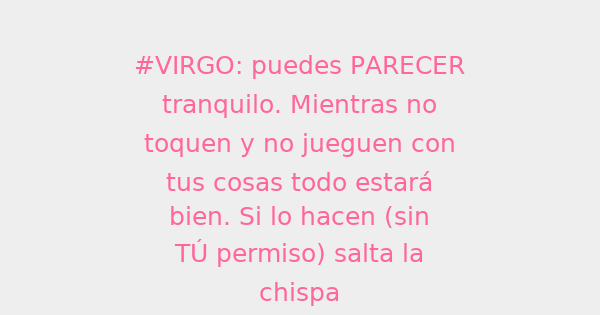 #VIRGO: puedes PARECER
tranquilo. Mientras no
toquen y no jueguen con
tus cosas todo estará
bien. Si lo hacen (sin
TÚ permiso) salta la
chispa